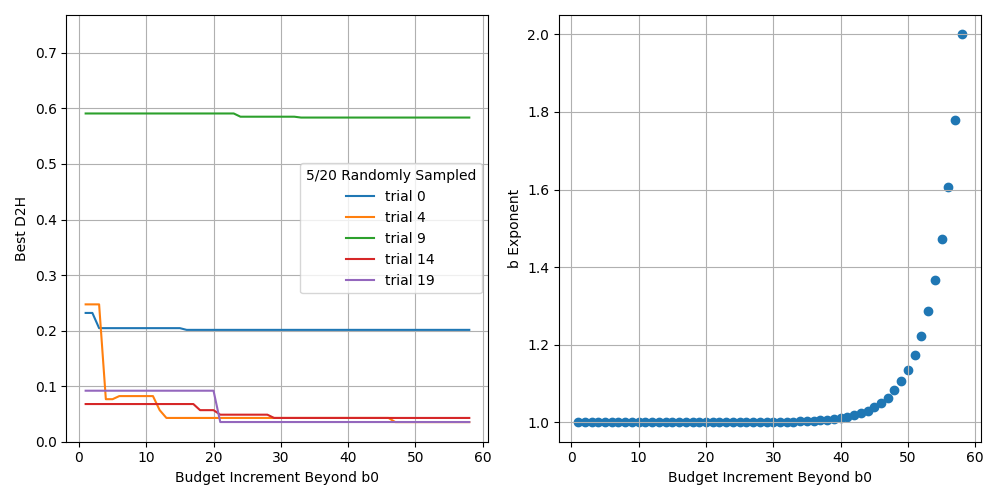 0.7
0.6
0.5
0.4
0.3
0.2
0.1
0.0
Best D2H
0 10 20 30 40 50 60
Budget Increment Beyond b0
5/20 Randomly Sampled
trial 0
trial 4
trial 9
trial 14
trial 19
2.0
1.8
1.6
1.4
1.2
1.0
b Exponent
0 10 20 30 40 50 60
Budget Increment Beyond b0